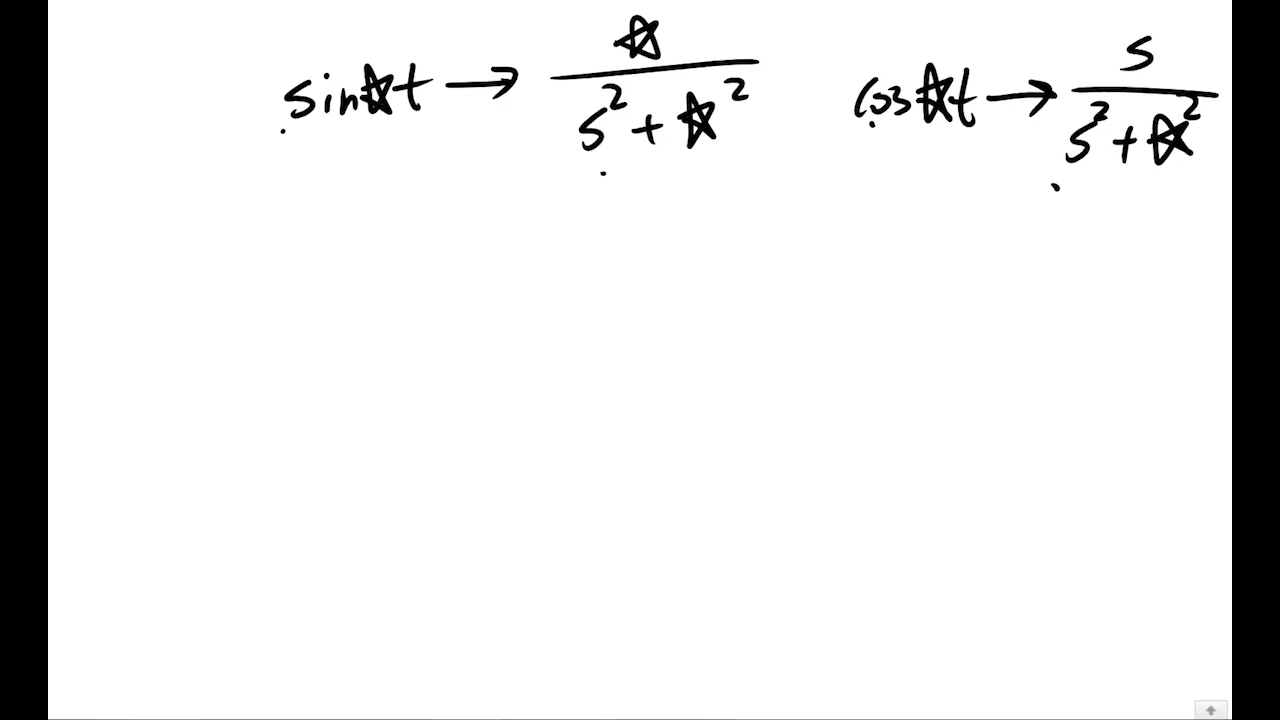 sin☆t → ☆/(s² + ☆²)    cos☆t → s/(s² + ☆²)